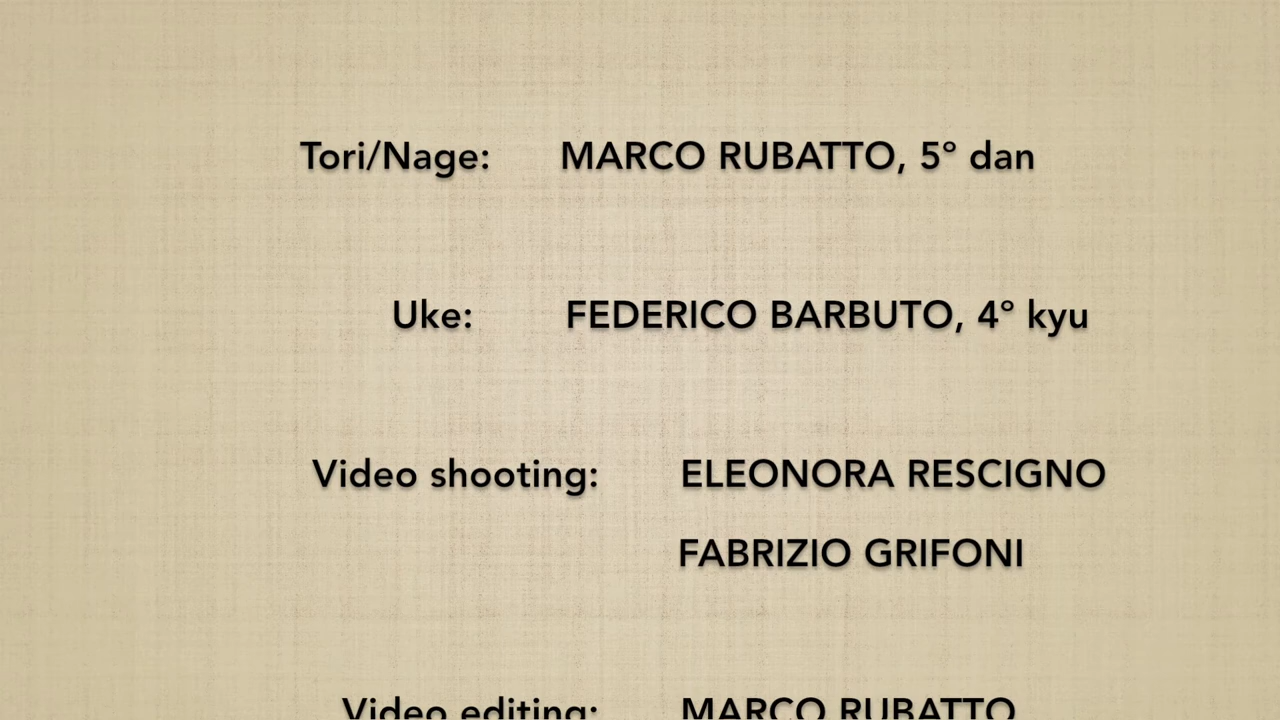 Tori/Nage: MARCO RUBATTO, 5° dan
Uke: FEDERICO BARBUTO, 4° kyu
Video shooting: ELEONORA RESCIGNO
FABRIZIO GRIFONI
Video editing: MARCO RUBATTO